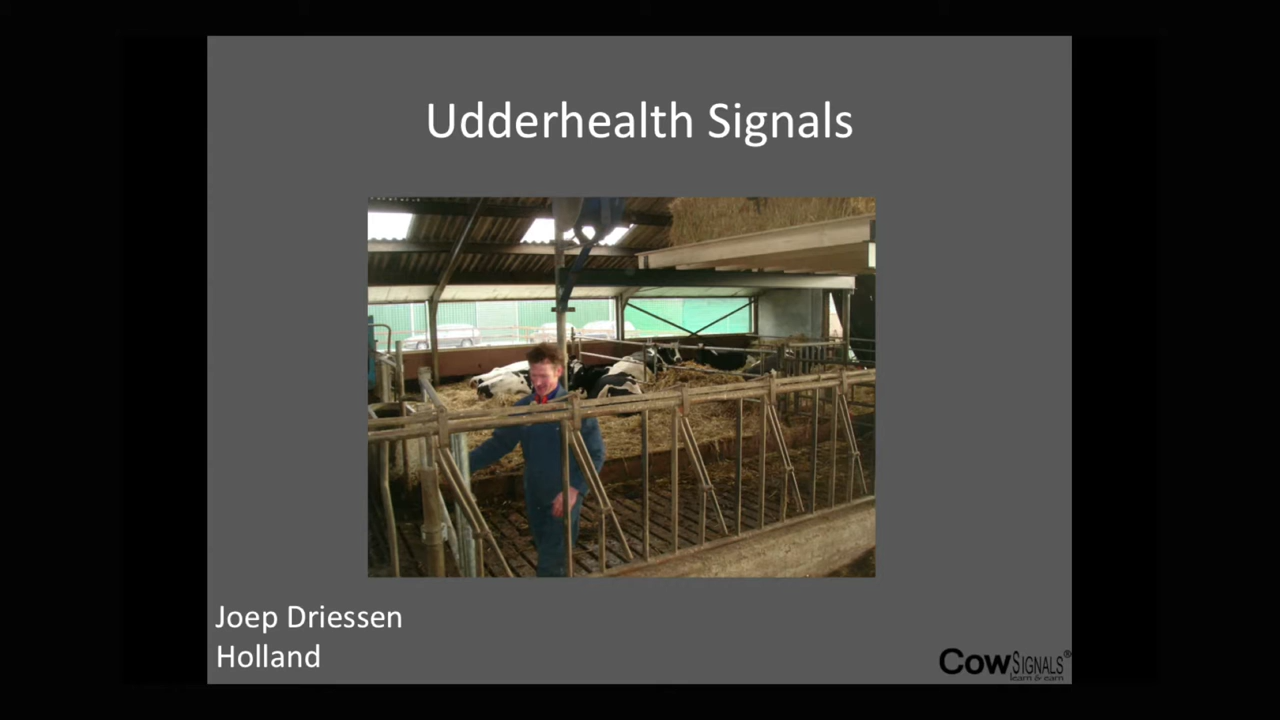 Udderhealth Signals
Joep Driessen
Holland
CowSIGNALS®
learn & earn